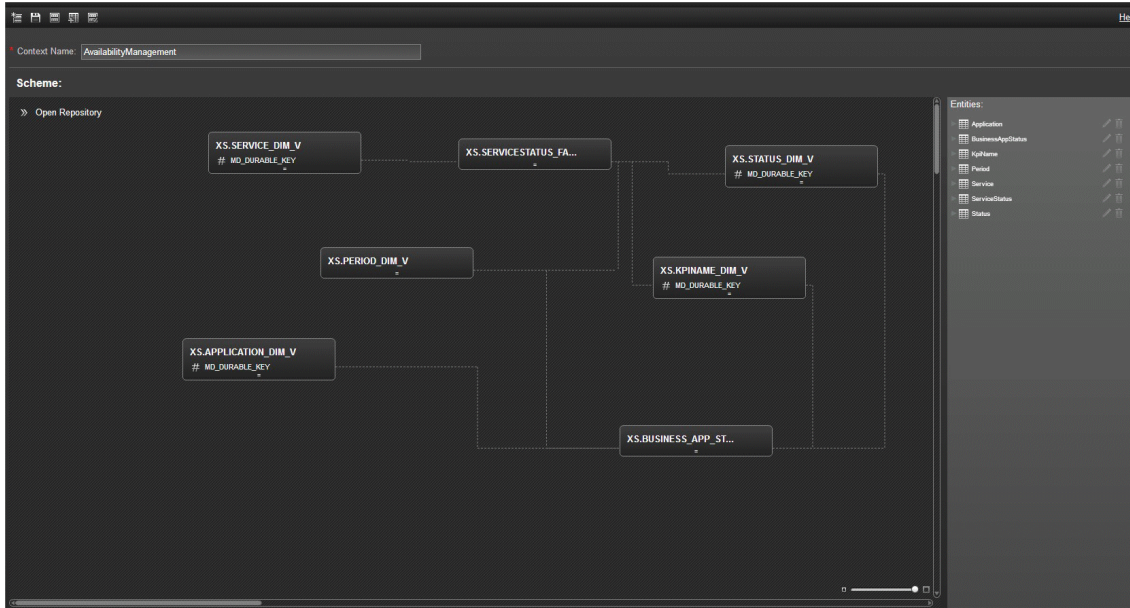 He
* Context Name: AvailabilityManagement
Scheme:
» Open Repository
Entities:
Application
BusinessAppStatus
KpiName
Period
Service
ServiceStatus
Status
XS.SERVICE_DIM_V
# MD_DURABLE_KEY
XS.SERVICESTATUS_FA...
XS.STATUS_DIM_V
# MD_DURABLE_KEY
XS.PERIOD_DIM_V
XS.KPINAME_DIM_V
# MD_DURABLE_KEY
XS.APPLICATION_DIM_V
# MD_DURABLE_KEY
XS.BUSINESS_APP_ST...